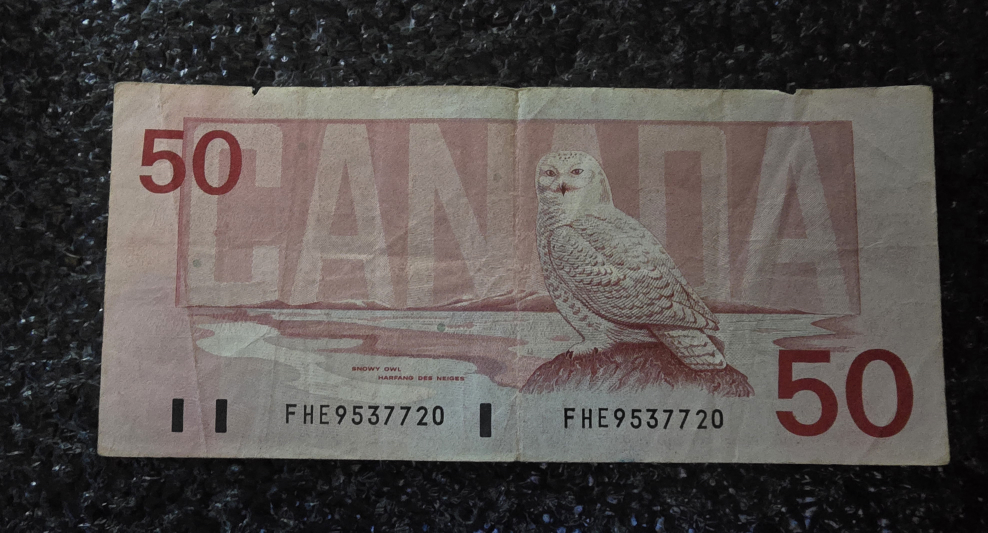 50
CANADA
SNOWY OWL
HARFANG DES NEIGES
50
FHE9537720 FHE9537720